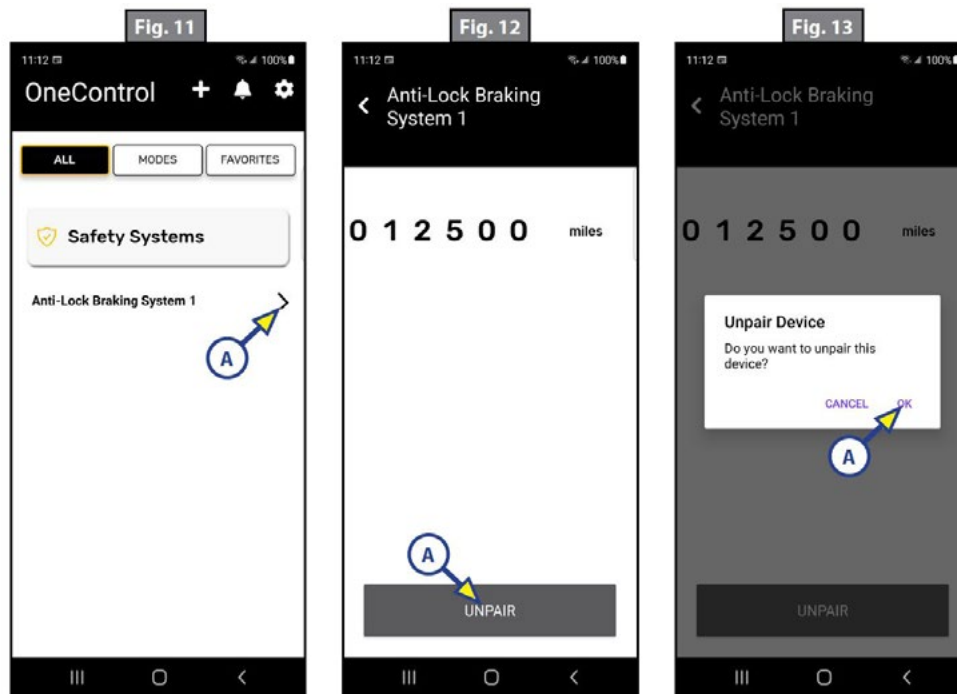 Fig. 11
11:12 100%
OneControl +
ALL MODES FAVORITES
Safety Systems
Anti-Lock Braking System 1
A
Fig. 12
11:12 100%
Anti-Lock Braking
System 1
0 1 2 5 0 0 miles
A
UNPAIR
Fig. 13
11:12 100%
Anti-Lock Braking
System 1
0 1 2 5 0 0 miles
Unpair Device
Do you want to unpair this
device?
CANCEL OK
A
UNPAIR